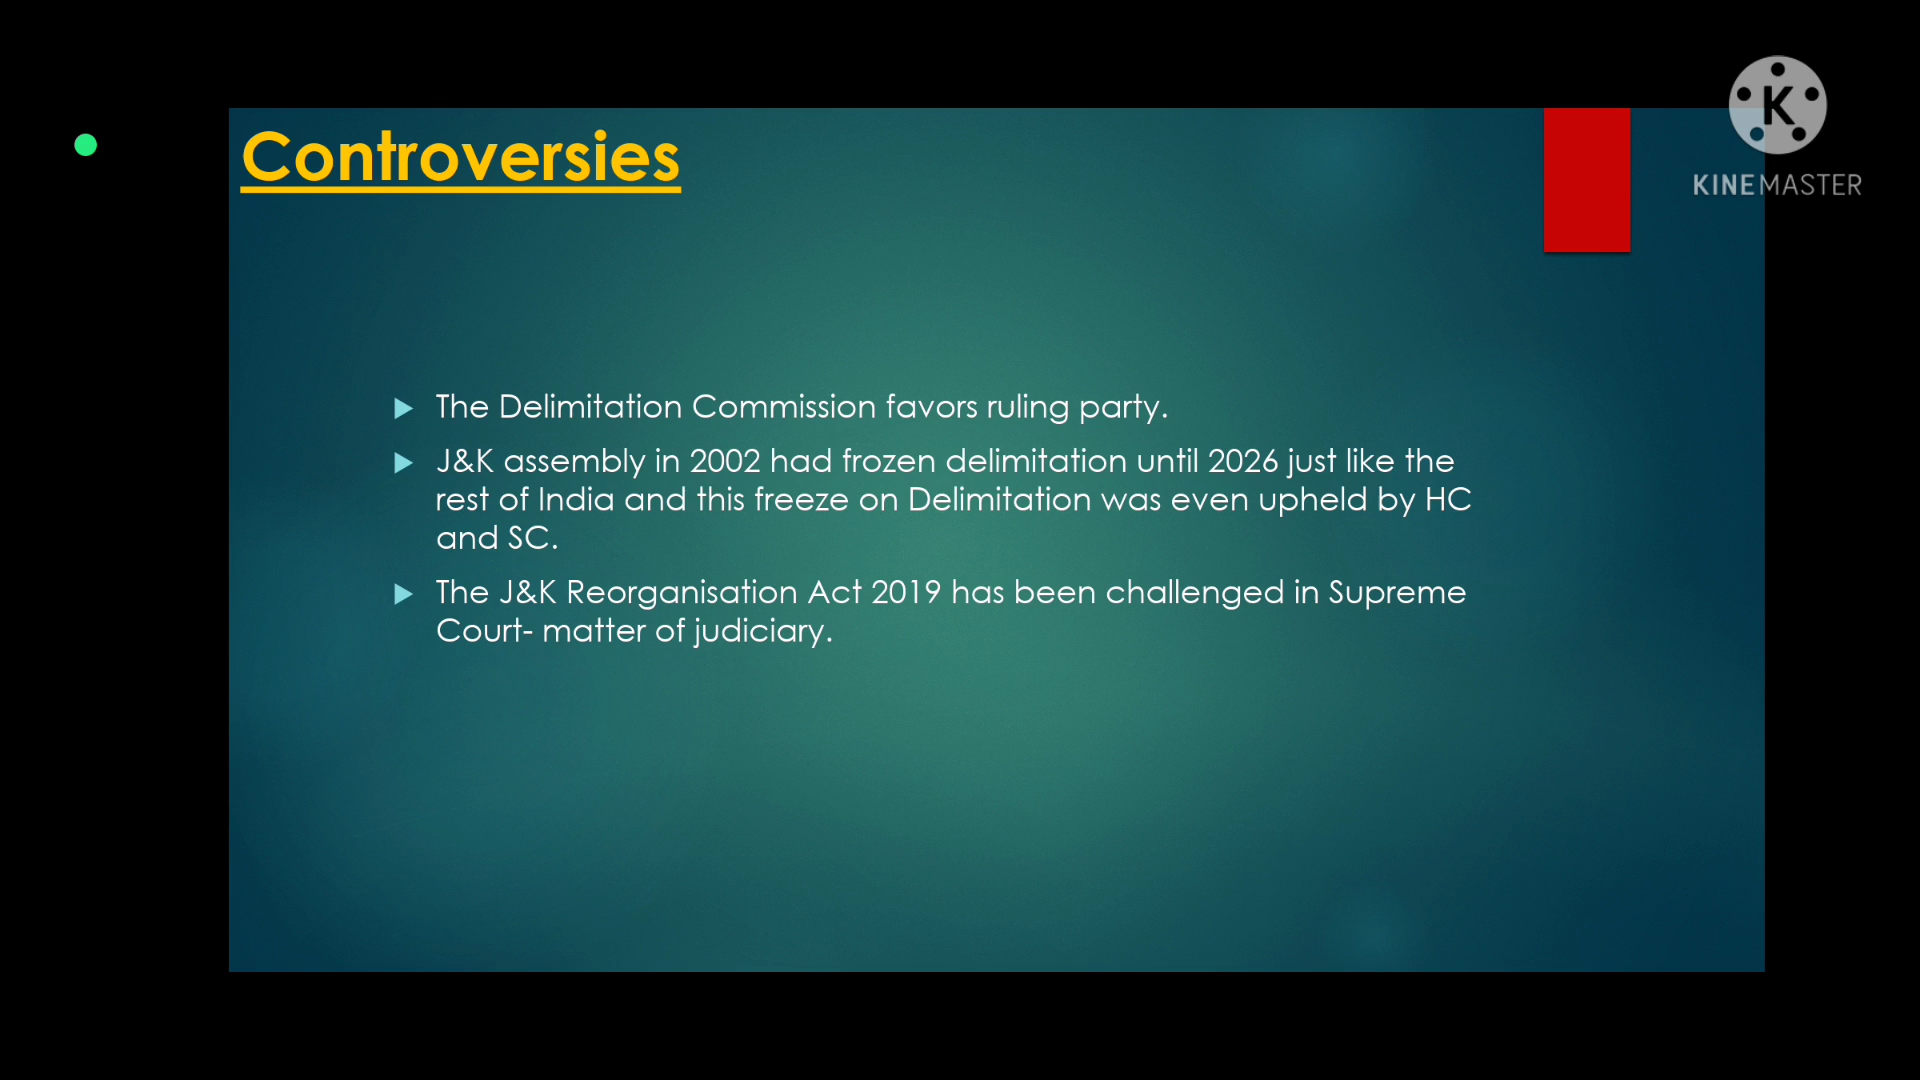 Controversies
K
KINEMASTER
The Delimitation Commission favors ruling party.
J&K assembly in 2002 had frozen delimitation until 2026 just like the
rest of India and this freeze on Delimitation was even upheld by HC
and SC.
The J&K Reorganisation Act 2019 has been challenged in Supreme
Court- matter of judiciary.